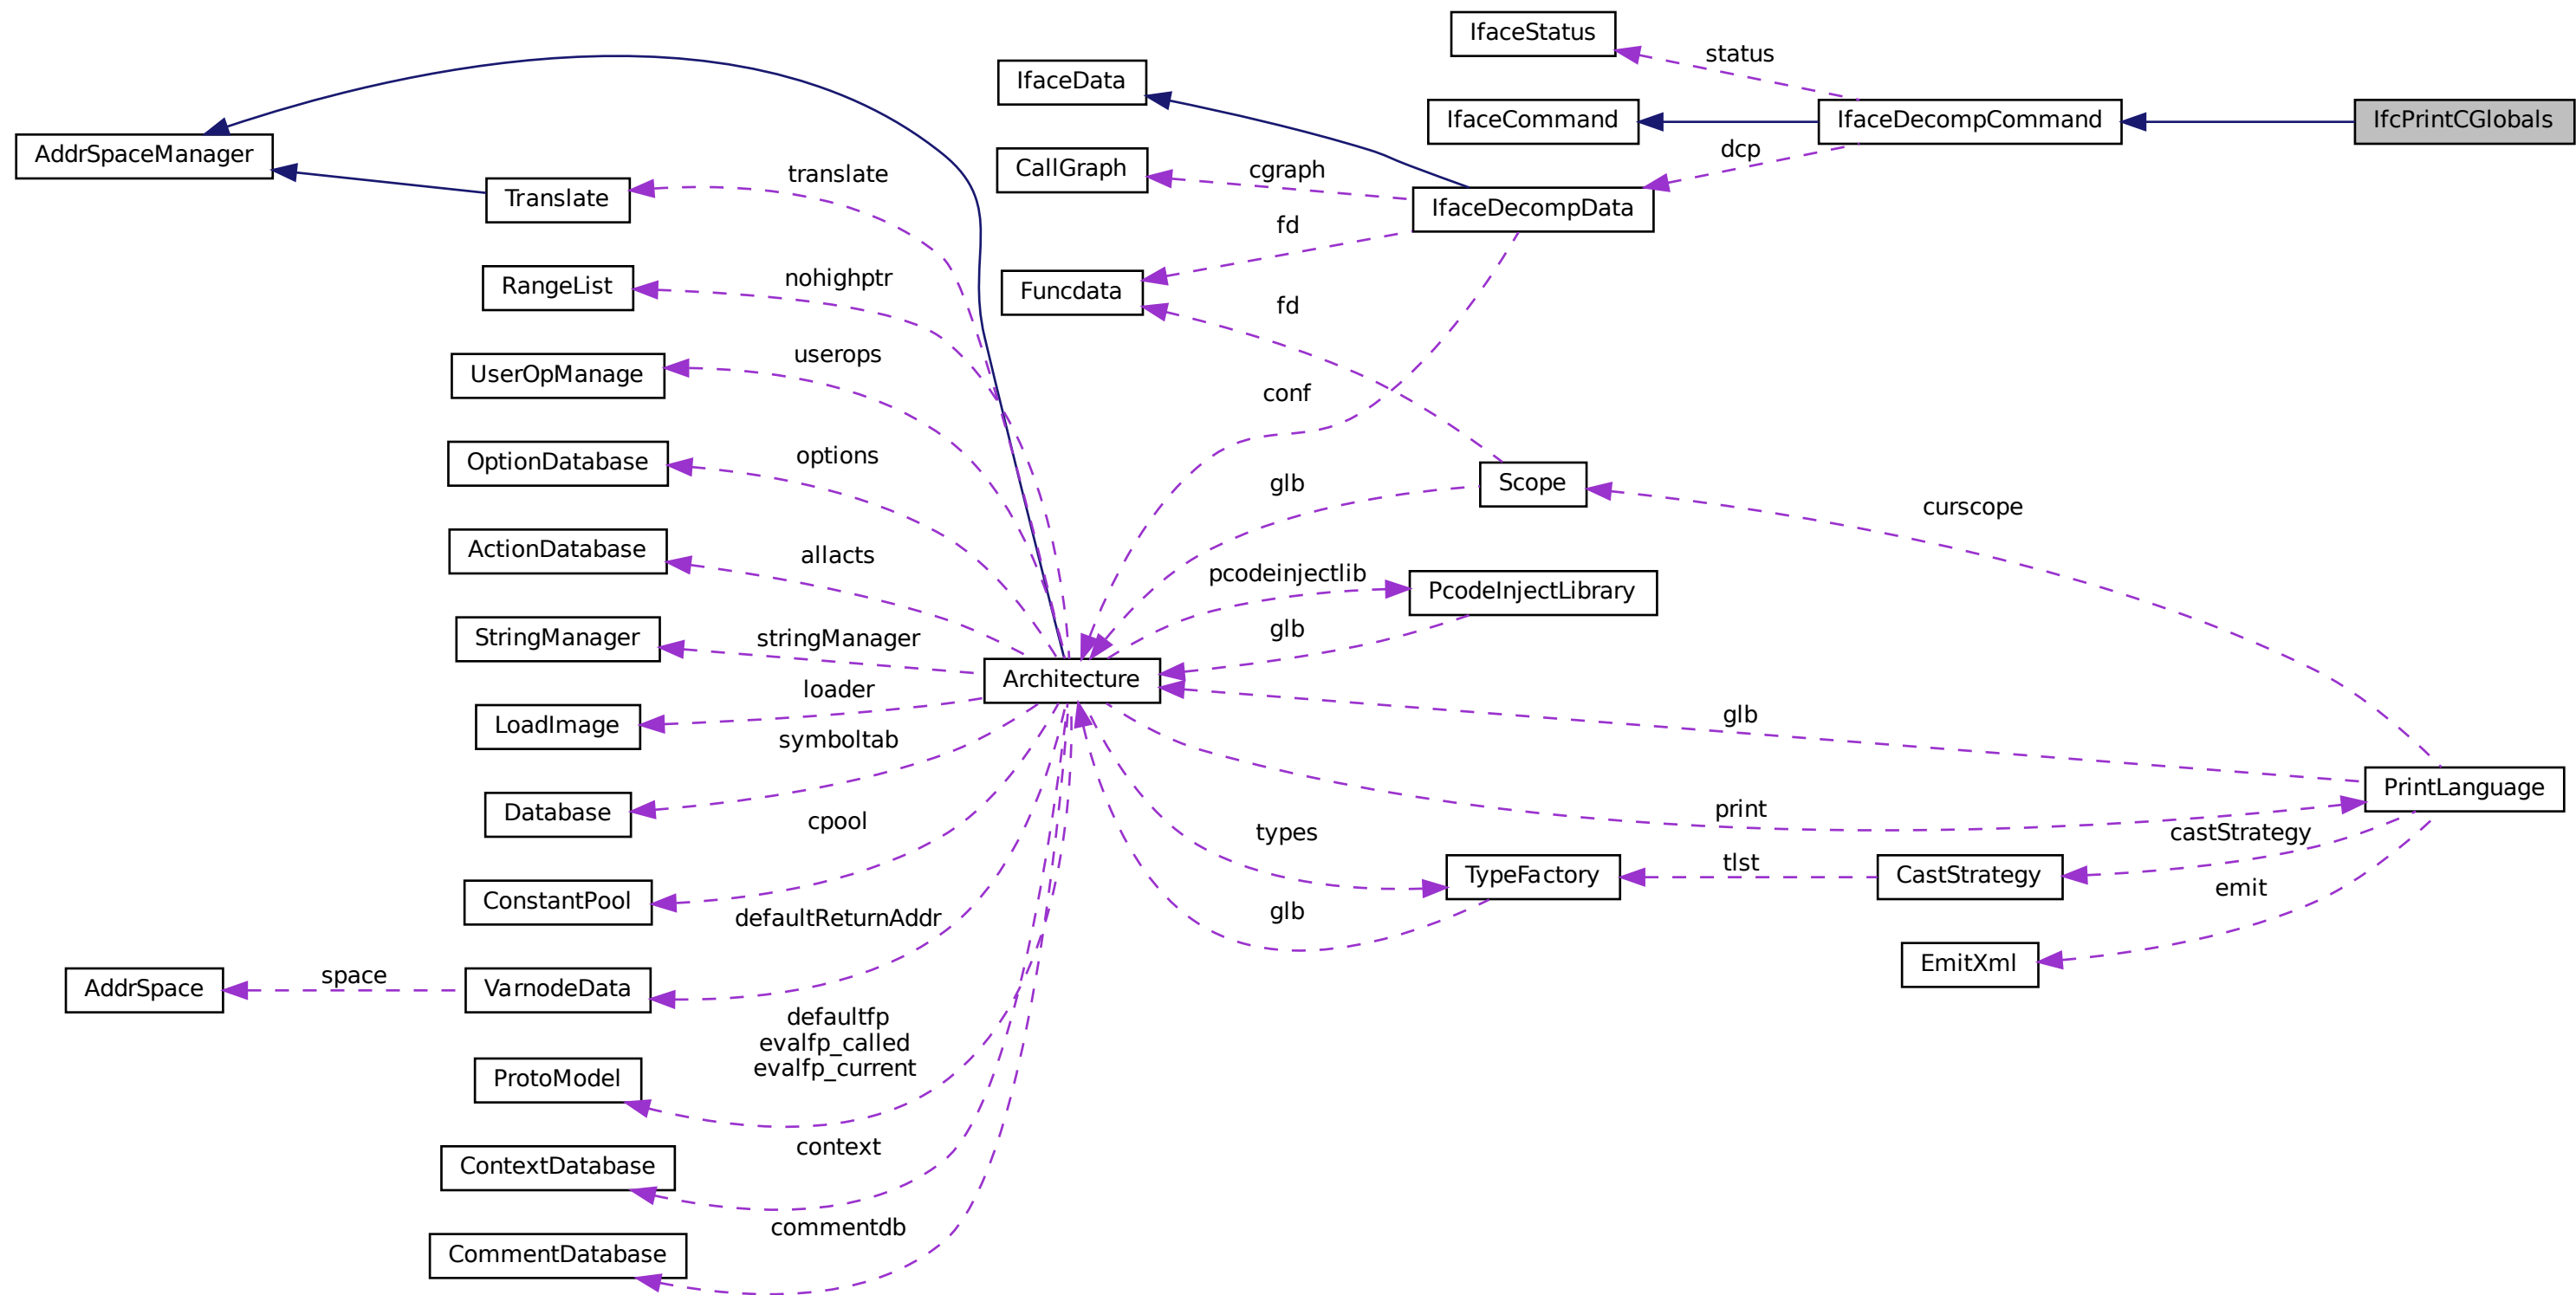 IfaceStatus
status
IfaceData
IfaceCommand
IfaceDecompCommand
IfcPrintCGlobals
AddrSpaceManager
CallGraph
cgraph
dcp
translate
Translate
IfaceDecompData
fd
nohighptr
RangeList
Funcdata
fd
userops
UserOpManage
conf
options
OptionDatabase
glb
Scope
curscope
allacts
ActionDatabase
pcodeinjectlib
PcodeInjectLibrary
stringManager
StringManager
glb
Architecture
loader
LoadImage
glb
symboltab
Database
PrintLanguage
print
cpool
types
castStrategy
ConstantPool
TypeFactory
tlst
CastStrategy
emit
defaultReturnAddr
glb
EmitXml
AddrSpace
space
VarnodeData
defaultfp
evalfp_called
evalfp_current
ProtoModel
context
ContextDatabase
commentdb
CommentDatabase